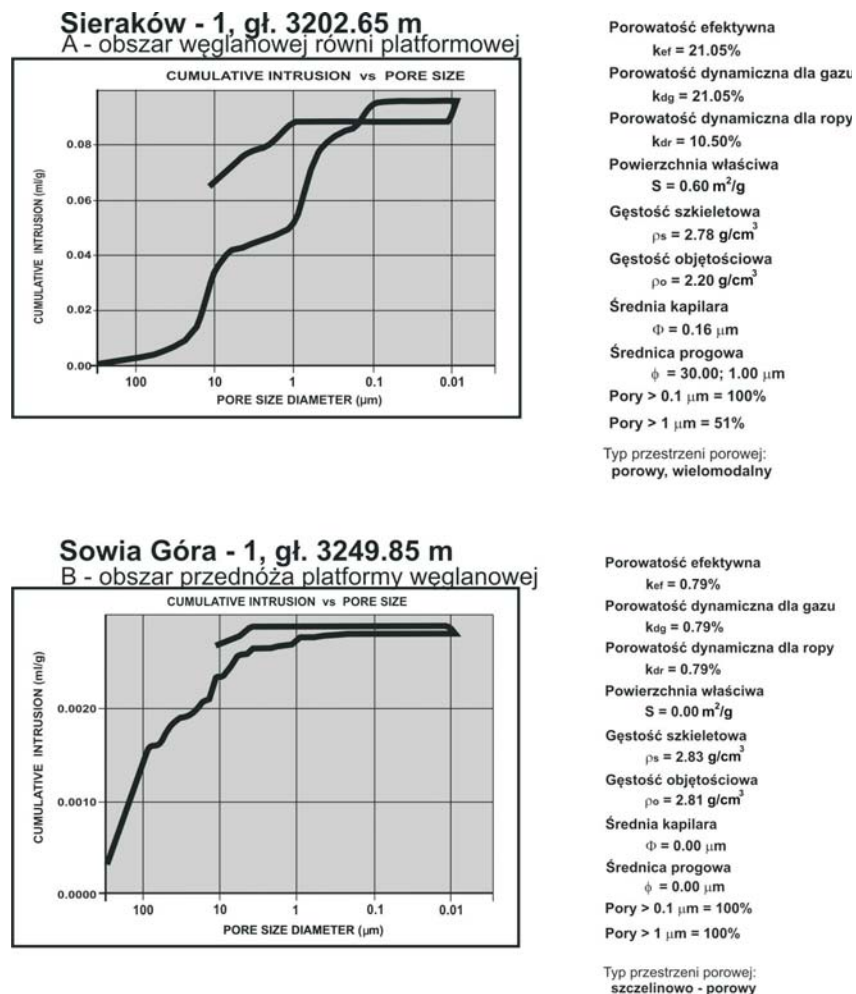 Sieraków - 1, gł. 3202.65 m
A - obszar węglanowej równi platformowej
CUMULATIVE INTRUSION vs PORE SIZE
CUMULATIVE INTRUSION (ml/g)
0.08
0.06
0.04
0.02
0.00
100 10 1 0.1 0.01
PORE SIZE DIAMETER (µm)
Porowatość efektywna
kef = 21.05%
Porowatość dynamiczna dla gazu
kdg = 21.05%
Porowatość dynamiczna dla ropy
kdr = 10.50%
Powierzchnia właściwa
S = 0.60 m²/g
Gęstość szkieletowa
ρs = 2.78 g/cm³
Gęstość objętościowa
ρo = 2.20 g/cm³
Średnia kapilara
Φ = 0.16 µm
Średnica progowa
ϕ = 30.00; 1.00 µm
Pory > 0.1 µm = 100%
Pory > 1 µm = 51%
Typ przestrzeni porowej:
porowy, wielomodalny
Sowia Góra - 1, gł. 3249.85 m
B - obszar przednóża platformy węglanowej
CUMULATIVE INTRUSION vs PORE SIZE
CUMULATIVE INTRUSION (ml/g)
0.0020
0.0010
0.0000
100 10 1 0.1 0.01
PORE SIZE DIAMETER (µm)
Porowatość efektywna
kef = 0.79%
Porowatość dynamiczna dla gazu
kdg = 0.79%
Porowatość dynamiczna dla ropy
kdr = 0.79%
Powierzchnia właściwa
S = 0.00 m²/g
Gęstość szkieletowa
ρs = 2.83 g/cm³
Gęstość objętościowa
ρo = 2.81 g/cm³
Średnia kapilara
Φ = 0.00 µm
Średnica progowa
ϕ = 0.00 µm
Pory > 0.1 µm = 100%
Pory > 1 µm = 100%
Typ przestrzeni porowej:
szczelinowo - porowy